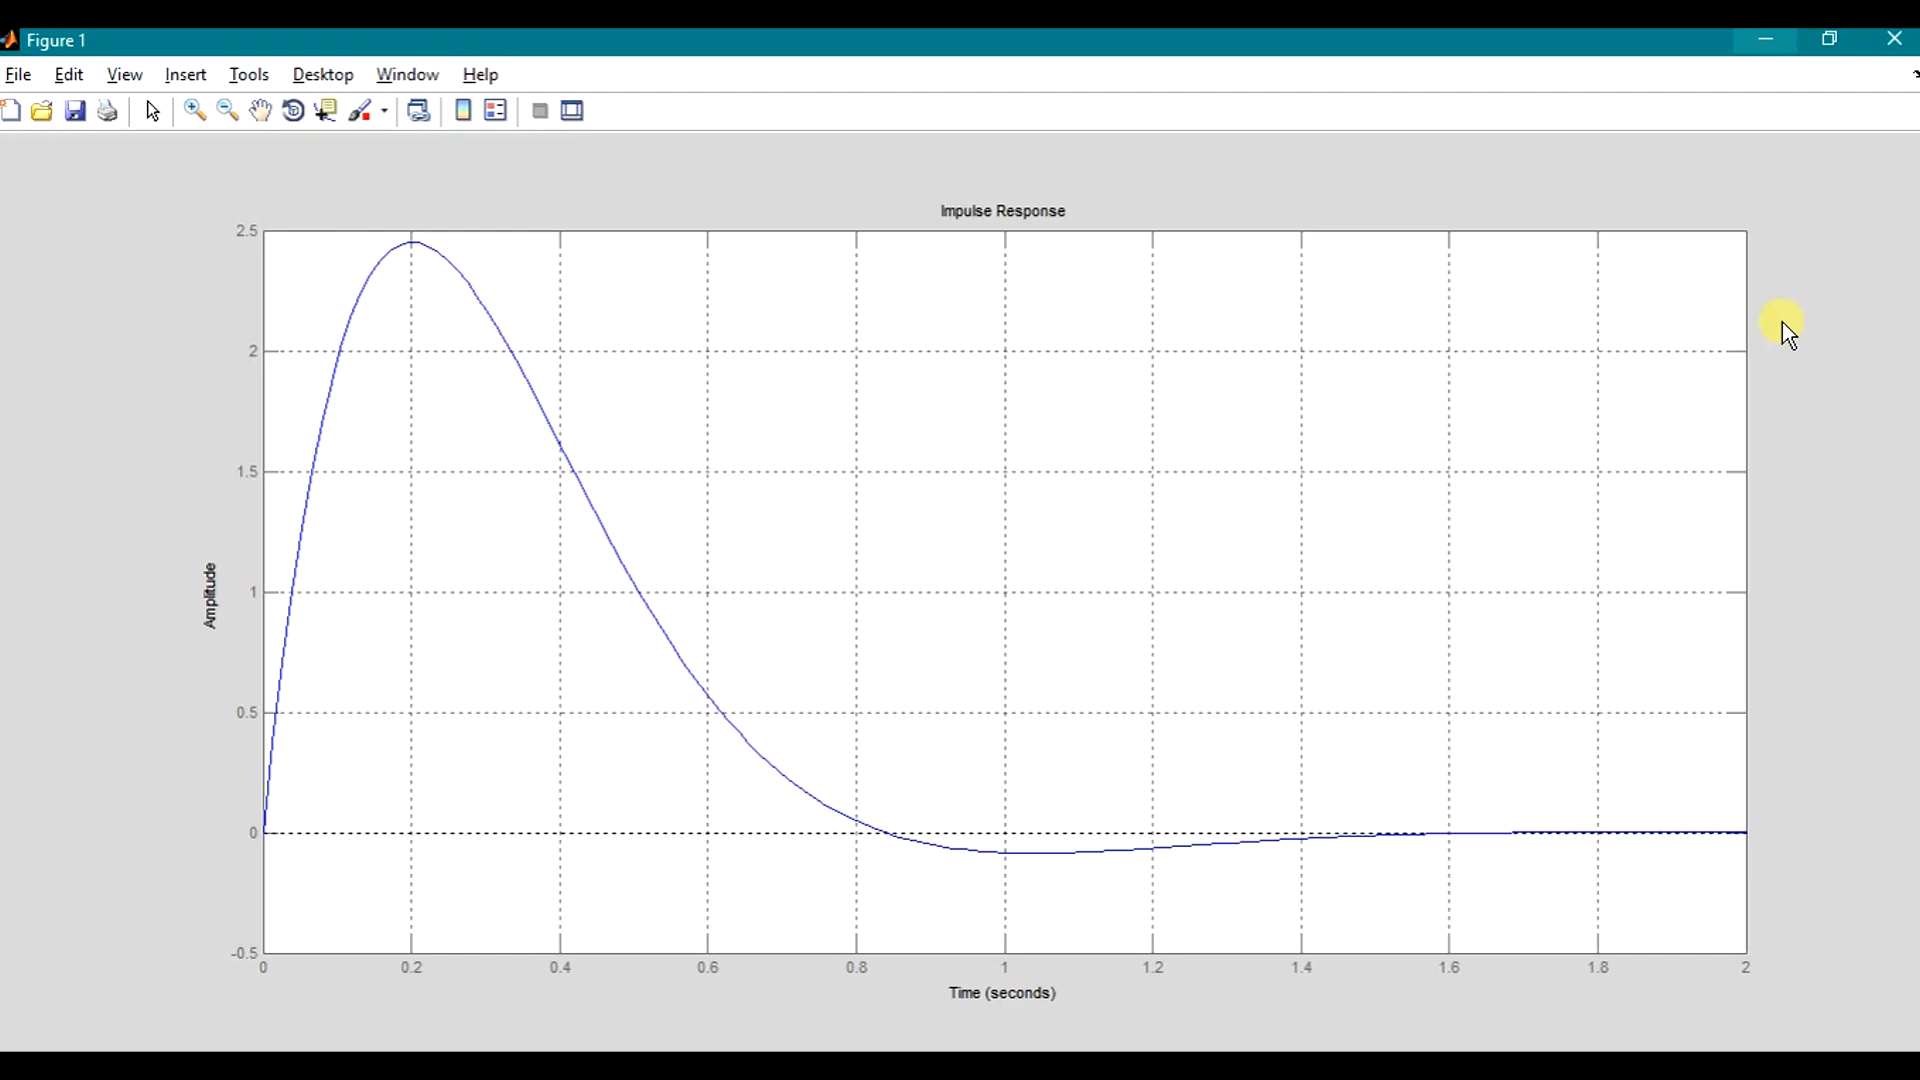 Figure 1
File Edit View Insert Tools Desktop Window Help
Impulse Response
2.5
2
1.5
1
0.5
0
-0.5
Amplitude
0 0.2 0.4 0.6 0.8 1 1.2 1.4 1.6 1.8 2
Time (seconds)